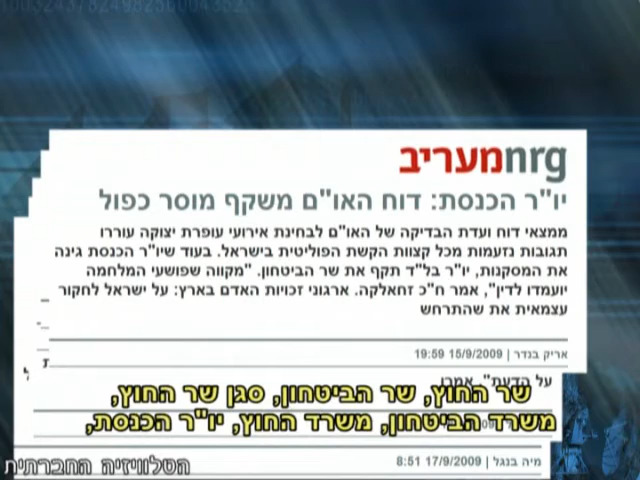 nrgמעריב
יו"ר הכנסת: דוח האו"ם משקף מוסר כפול
ממצאי דוח ועדת הבדיקה של האו"ם לבחינת אירועי עופרת יצוקה עוררו
תגובות נזעמות מכל קצוות הקשת הפוליטית בישראל. בעוד שיו"ר הכנסת גינה
את המסקנות, יו"ר בל"ד תקף את שר הביטחון. "מקווה שפושעי המלחמה
יועמדו לדין", אמר ח"כ זחאלקה. ארגוני זכויות האדם בארץ: על ישראל לחקור
עצמאית את שהתרחש
אריק בנדר | 15/9/2009 19:59
על הדעת", אמרו
שר החוץ, שר הביטחון, סגן שר החוץ,
משרד הביטחון, משרד החוץ, יו"ר הכנסת,
מיה בנגל | 17/9/2009 8:51
הטלוויזיה החברתית